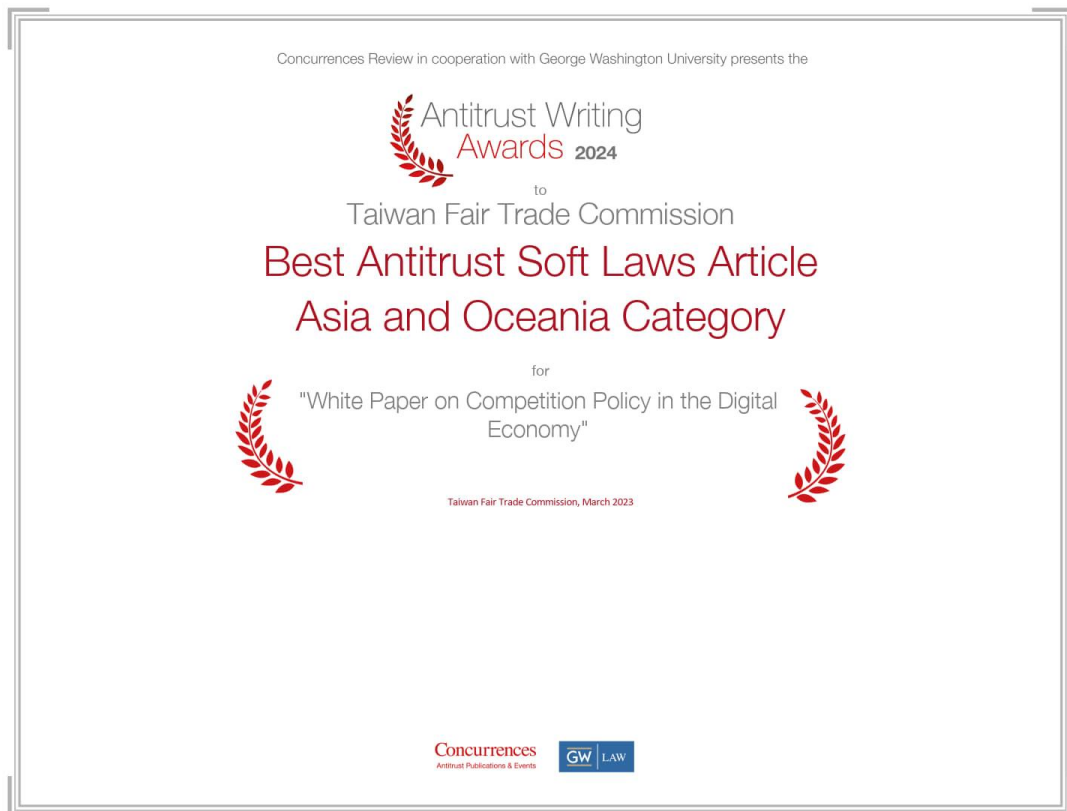 Concurrences Review in cooperation with George Washington University presents the
Antitrust Writing
Awards 2024
to
Taiwan Fair Trade Commission
Best Antitrust Soft Laws Article
Asia and Oceania Category
for
"White Paper on Competition Policy in the Digital
Economy"
Taiwan Fair Trade Commission, March 2023
Concurrences
Antitrust Publications & Events
GW LAW